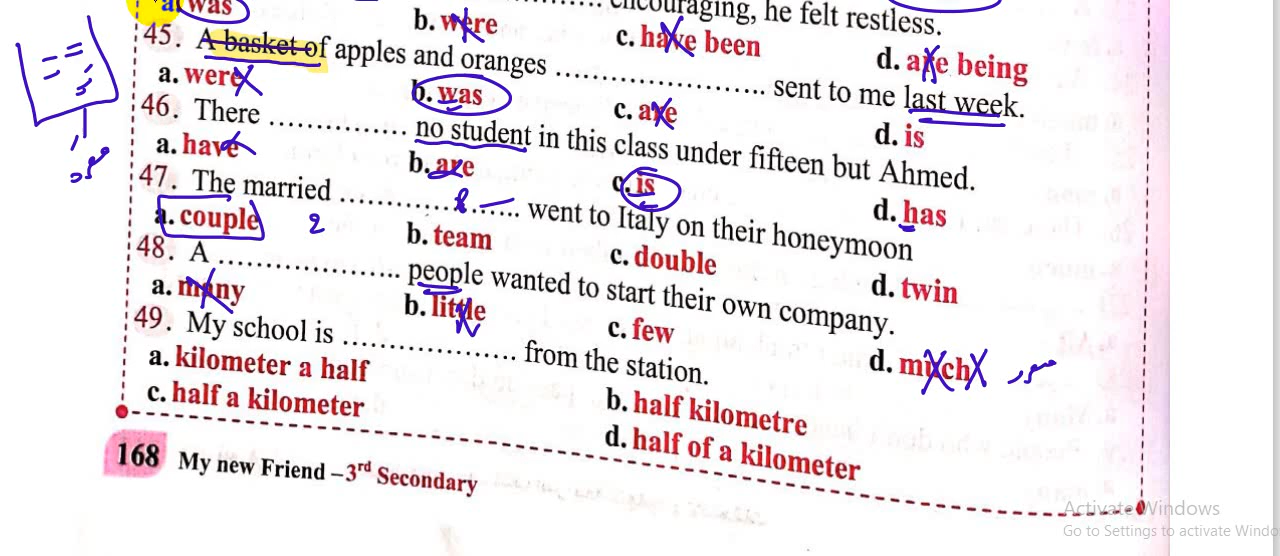 a. was
b. were
encouraging, he felt restless.
c. have been
d. are being
45. A basket of apples and oranges ........................ sent to me last week.
a. were
b. was
c. are
d. is
46. There ............... no student in this class under fifteen but Ahmed.
a. have
b. are
c. is
d. has
47. The married .................... went to Italy on their honeymoon
a. couple
2
b. team
c. double
d. twin
48. A .................... people wanted to start their own company.
a. many
b. little
c. few
d. much
49. My school is ................... from the station.
a. kilometer a half
b. half kilometre
c. half a kilometer
d. half of a kilometer
168 My new Friend –3rd Secondary
Activate Windows
Go to Settings to activate Windo